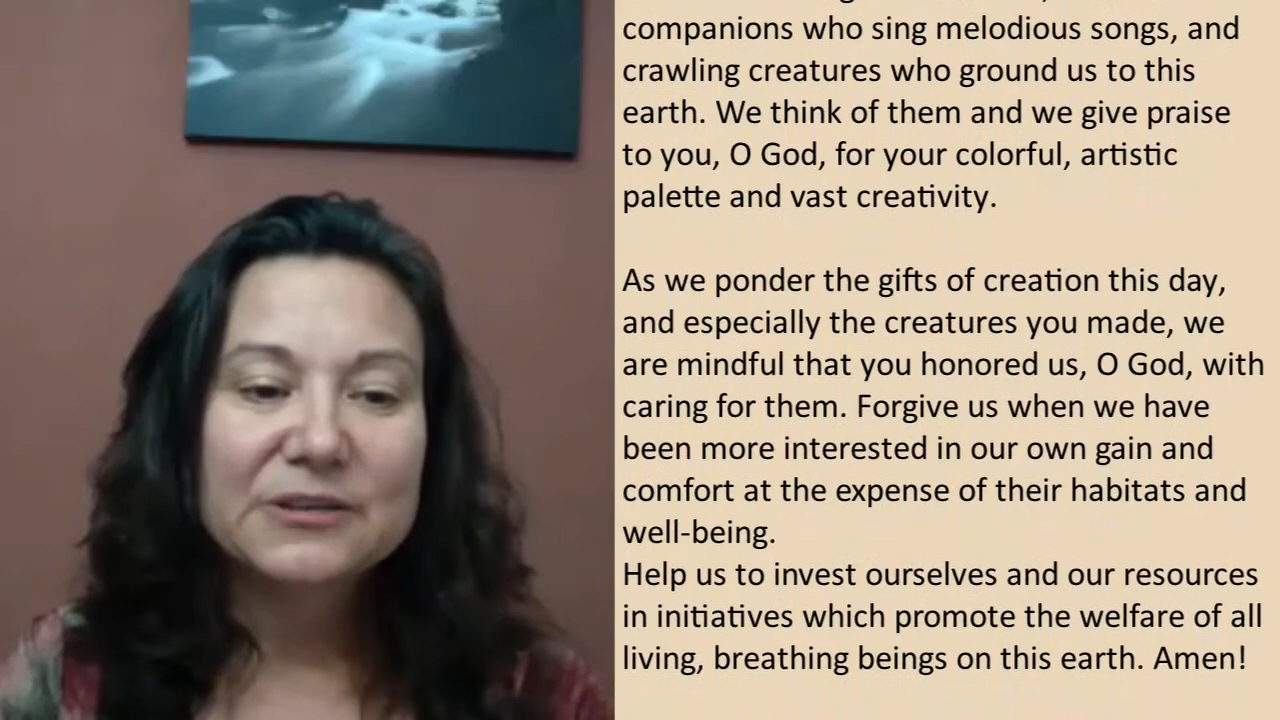 companions who sing melodious songs, and
crawling creatures who ground us to this
earth. We think of them and we give praise
to you, O God, for your colorful, artistic
palette and vast creativity.
As we ponder the gifts of creation this day,
and especially the creatures you made, we
are mindful that you honored us, O God, with
caring for them. Forgive us when we have
been more interested in our own gain and
comfort at the expense of their habitats and
well-being.
Help us to invest ourselves and our resources
in initiatives which promote the welfare of all
living, breathing beings on this earth. Amen!